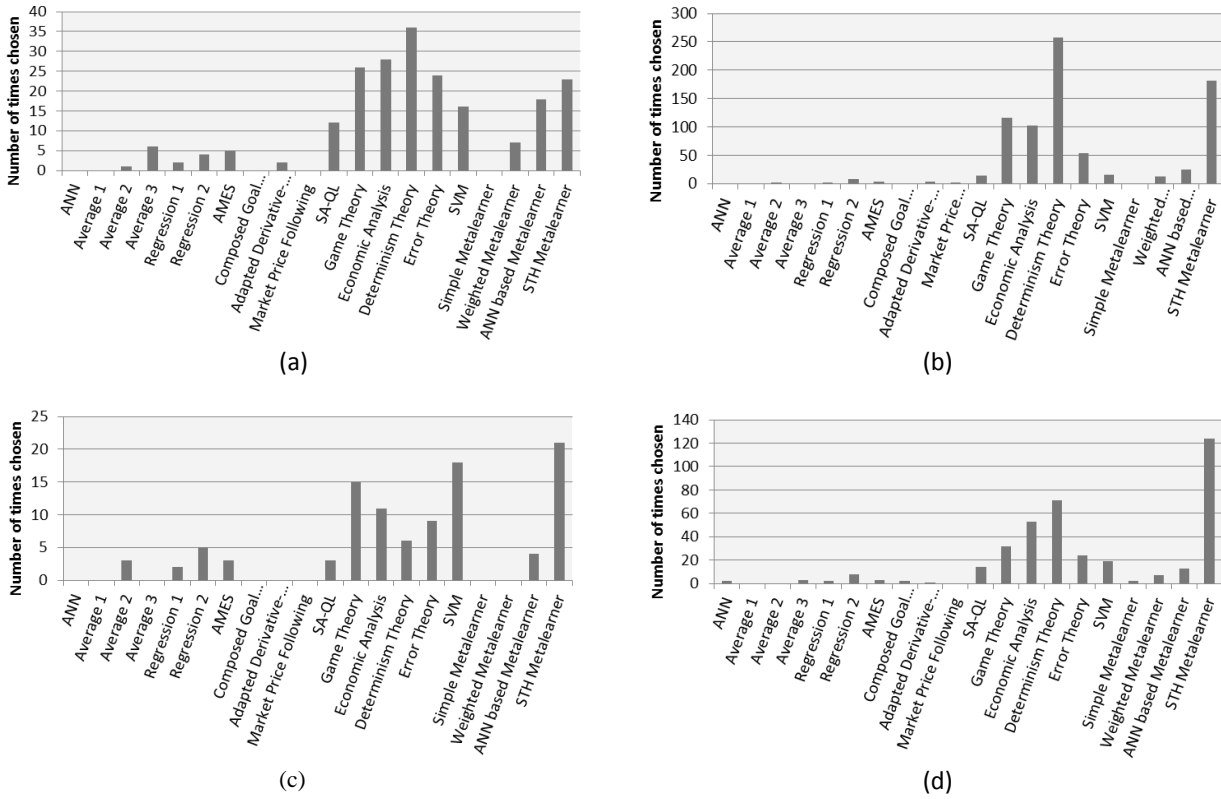 Number of times chosen
40
35
30
25
20
15
10
5
0
ANN
Average 1
Average 2
Average 3
Regression 1
Regression 2
AMES
Composed Goal...
Adapted Derivative-...
Market Price Following
SA-QL
Game Theory
Economic Analysis
Determinism Theory
Error Theory
SVM
Simple Metalearner
Weighted Metalearner
ANN based Metalearner
STH Metalearner
(a)
Number of times chosen
300
250
200
150
100
50
0
ANN
Average 1
Average 2
Average 3
Regression 1
Regression 2
AMES
Composed Goal...
Adapted Derivative-...
Market Price...
SA-QL
Game Theory
Economic Analysis
Determinism Theory
Error Theory
SVM
Simple Metalearner
Weighted...
ANN based...
STH Metalearner
(b)
Number of times chosen
25
20
15
10
5
0
ANN
Average 1
Average 2
Average 3
Regression 1
Regression 2
AMES
Composed Goal...
Adapted Derivative-...
Market Price Following
SA-QL
Game Theory
Economic Analysis
Determinism Theory
Error Theory
SVM
Simple Metalearner
Weighted Metalearner
ANN based Metalearner
STH Metalearner
(c)
Number of times chosen
140
120
100
80
60
40
20
0
ANN
Average 1
Average 2
Average 3
Regression 1
Regression 2
AMES
Composed Goal...
Adapted Derivative-...
Market Price Following
SA-QL
Game Theory
Economic Analysis
Determinism Theory
Error Theory
SVM
Simple Metalearner
Weighted Metalearner
ANN based Metalearner
STH Metalearner
(d)